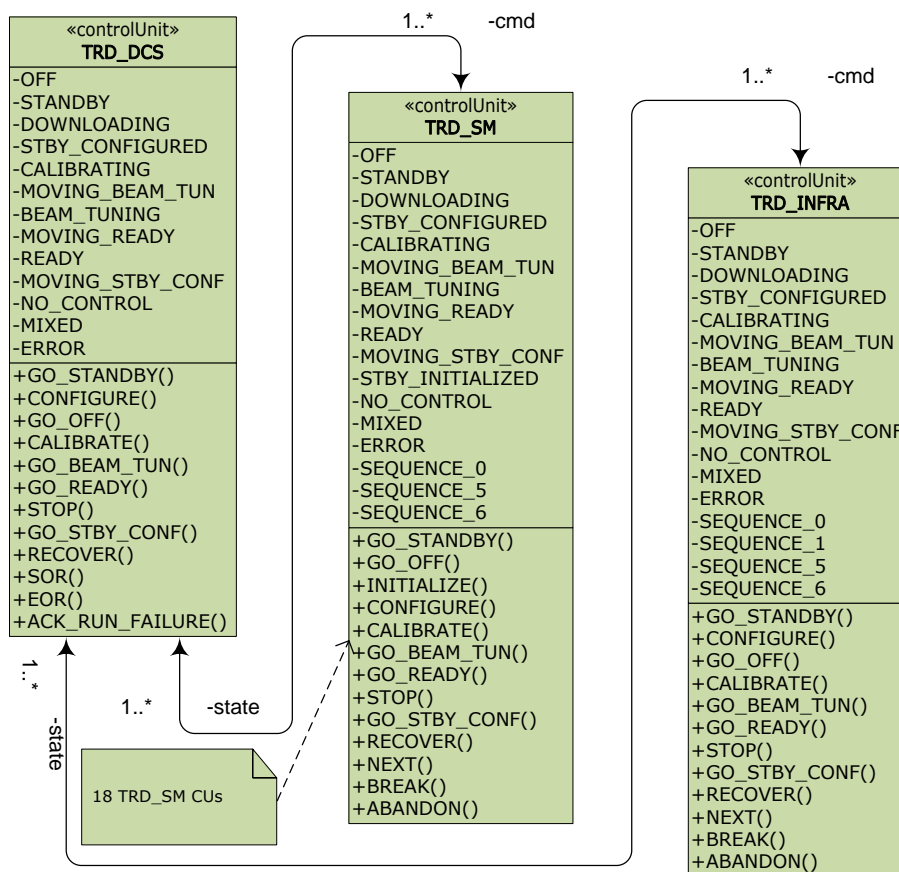 «controlUnit»
TRD_DCS
-OFF
-STANDBY
-DOWNLOADING
-STBY_CONFIGURED
-CALIBRATING
-MOVING_BEAM_TUN
-BEAM_TUNING
-MOVING_READY
-READY
-MOVING_STBY_CONF
-NO_CONTROL
-MIXED
-ERROR
+GO_STANDBY()
+CONFIGURE()
+GO_OFF()
+CALIBRATE()
+GO_BEAM_TUN()
+GO_READY()
+STOP()
+GO_STBY_CONF()
+RECOVER()
+SOR()
+EOR()
+ACK_RUN_FAILURE()
1..* -cmd
«controlUnit»
TRD_SM
-OFF
-STANDBY
-DOWNLOADING
-STBY_CONFIGURED
-CALIBRATING
-MOVING_BEAM_TUN
-BEAM_TUNING
-MOVING_READY
-READY
-MOVING_STBY_CONF
-STBY_INITIALIZED
-NO_CONTROL
-MIXED
-ERROR
-SEQUENCE_0
-SEQUENCE_5
-SEQUENCE_6
+GO_STANDBY()
+GO_OFF()
+INITIALIZE()
+CONFIGURE()
+CALIBRATE()
+GO_BEAM_TUN()
+GO_READY()
+STOP()
+GO_STBY_CONF()
+RECOVER()
+NEXT()
+BREAK()
+ABANDON()
1..* -cmd
«controlUnit»
TRD_INFRA
-OFF
-STANDBY
-DOWNLOADING
-STBY_CONFIGURED
-CALIBRATING
-MOVING_BEAM_TUN
-BEAM_TUNING
-MOVING_READY
-READY
-MOVING_STBY_CONF
-NO_CONTROL
-MIXED
-ERROR
-SEQUENCE_0
-SEQUENCE_1
-SEQUENCE_5
-SEQUENCE_6
+GO_STANDBY()
+CONFIGURE()
+GO_OFF()
+CALIBRATE()
+GO_BEAM_TUN()
+GO_READY()
+STOP()
+GO_STBY_CONF()
+RECOVER()
+NEXT()
+BREAK()
+ABANDON()
1..* -state
1..* -state
18 TRD_SM CUs